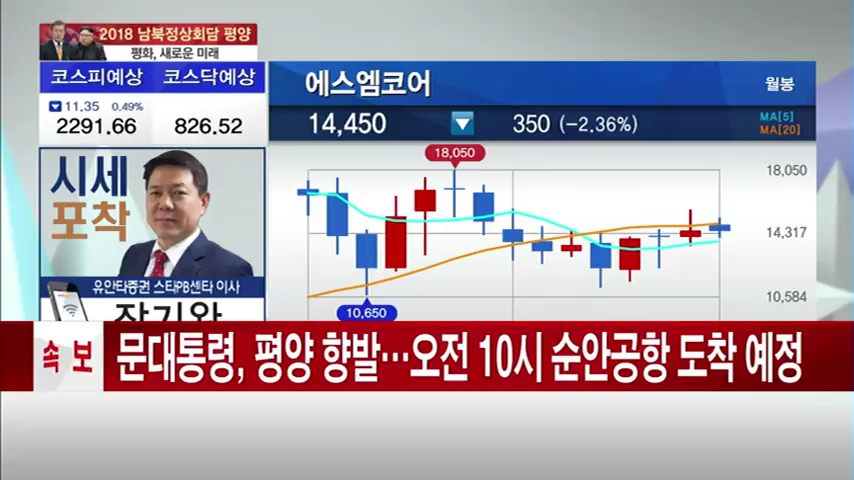 2018 남북정상회담 평양
평화, 새로운 미래
코스피예상 코스닥예상
11.35 0.49%
2291.66 826.52
에스엠코어
월봉
14,450 350 (-2.36%)
MA[5]
MA[20]
18,050
18,050
14,317
10,584
10,650
시세
포착
유안타증권 스타PB센타 이사
속보
문대통령, 평양 향발…오전 10시 순안공항 도착 예정